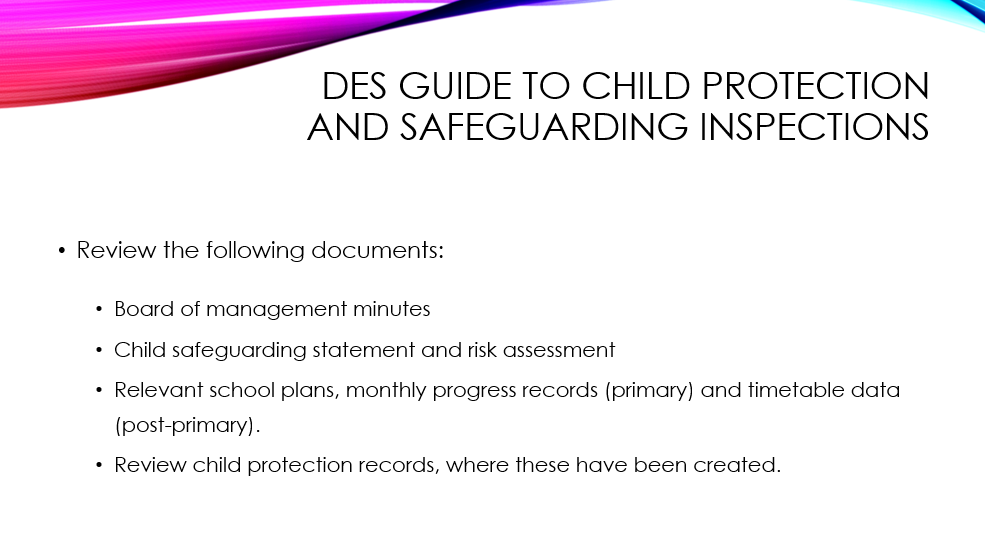 DES GUIDE TO CHILD PROTECTION
AND SAFEGUARDING INSPECTIONS
• Review the following documents:
• Board of management minutes
• Child safeguarding statement and risk assessment
• Relevant school plans, monthly progress records (primary) and timetable data
(post-primary).
• Review child protection records, where these have been created.